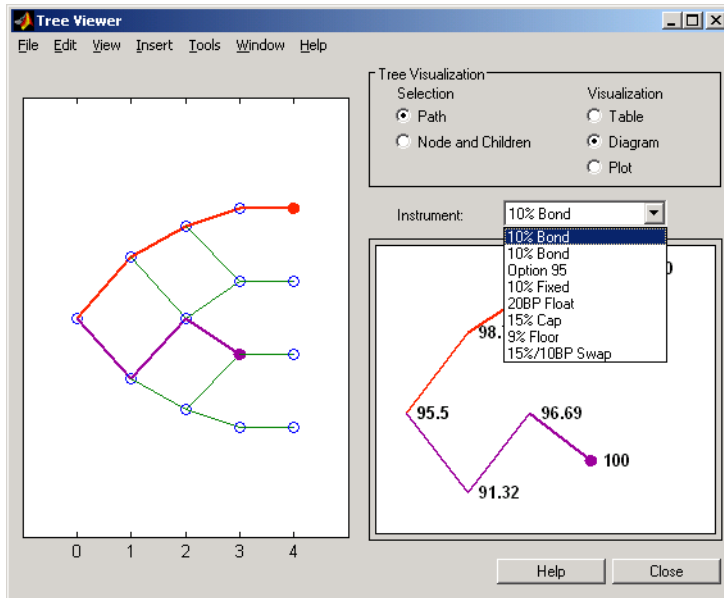 Tree Viewer
File Edit View Insert Tools Window Help
Tree Visualization
Selection Visualization
Path Table
Node and Children Diagram
Plot
Instrument: 10% Bond
10% Bond
10% Bond
Option 95
10% Fixed
20BP Float
15% Cap
9% Floor
15%/10BP Swap
98.
95.5 96.69
100
91.32
0 1 2 3 4
Help Close